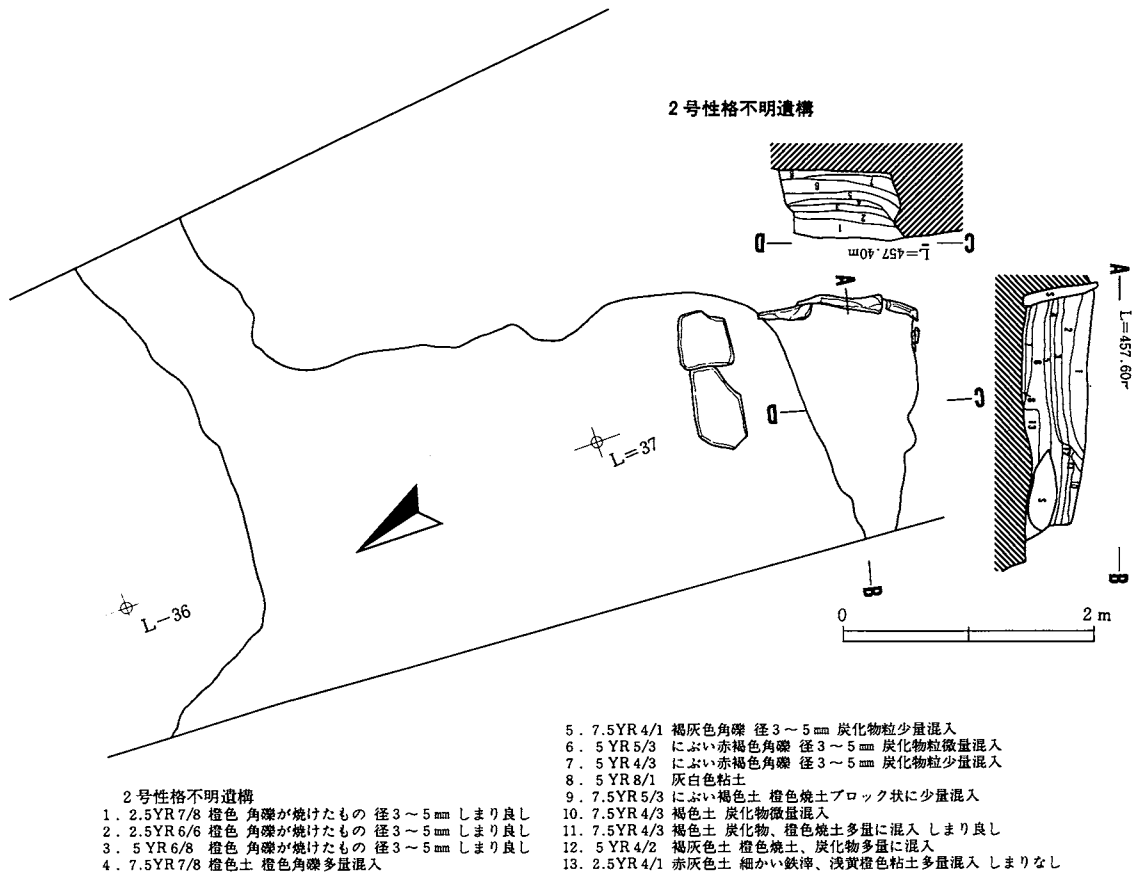 2号性格不明遺構
D
C
L=457.40m
A
L=457.60m
A
C
D
L=37
B
B
L-36
0 2 m
2号性格不明遺構
1. 2.5YR 7/8 橙色 角礫が焼けたもの 径3~5mm しまり良し
2. 2.5YR 6/6 橙色 角礫が焼けたもの 径3~5mm しまり良し
3. 5 YR 6/8 橙色 角礫が焼けたもの 径3~5mm しまり良し
4. 7.5YR 7/8 橙色土 橙色角礫多量混入
5. 7.5YR 4/1 褐灰色角礫 径3~5mm 炭化物粒少量混入
6. 5 YR 5/3 にぶい赤褐色角礫 径3~5mm 炭化物粒微量混入
7. 5 YR 4/3 にぶい赤褐色角礫 径3~5mm 炭化物粒少量混入
8. 5 YR 8/1 灰白色粘土
9. 7.5YR 5/3 にぶい褐色土 橙色焼土ブロック状に少量混入
10. 7.5YR 4/3 褐色土 炭化物微量混入
11. 7.5YR 4/3 褐色土 炭化物、橙色焼土多量に混入 しまり良し
12. 5 YR 4/2 褐灰色土 橙色焼土、炭化物多量に混入
13. 2.5YR 4/1 赤灰色土 細かい鉄滓、浅黄橙色粘土多量混入 しまりなし